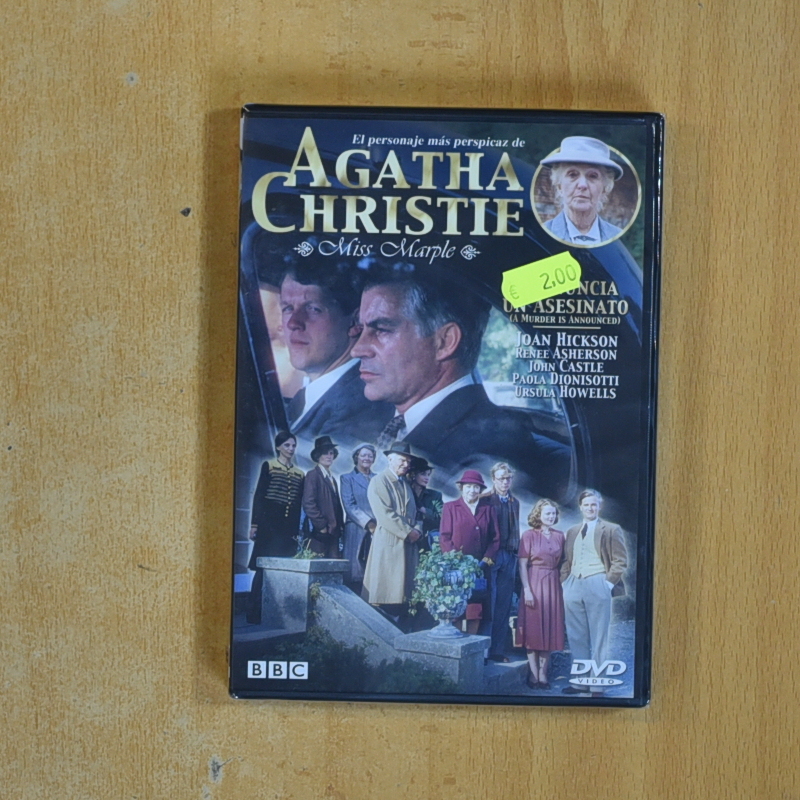 El personaje más perspicaz de
AGATHA
CHRISTIE
Miss Marple
€ 2,00
UN ASESINATO
(A MURDER IS ANNOUNCED)
JOAN HICKSON
RENEE ASHERSON
JOHN CASTLE
PAOLA DIONISOTTI
URSULA HOWELLS
BBC
DVD
VIDEO